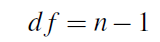 df = n − 1